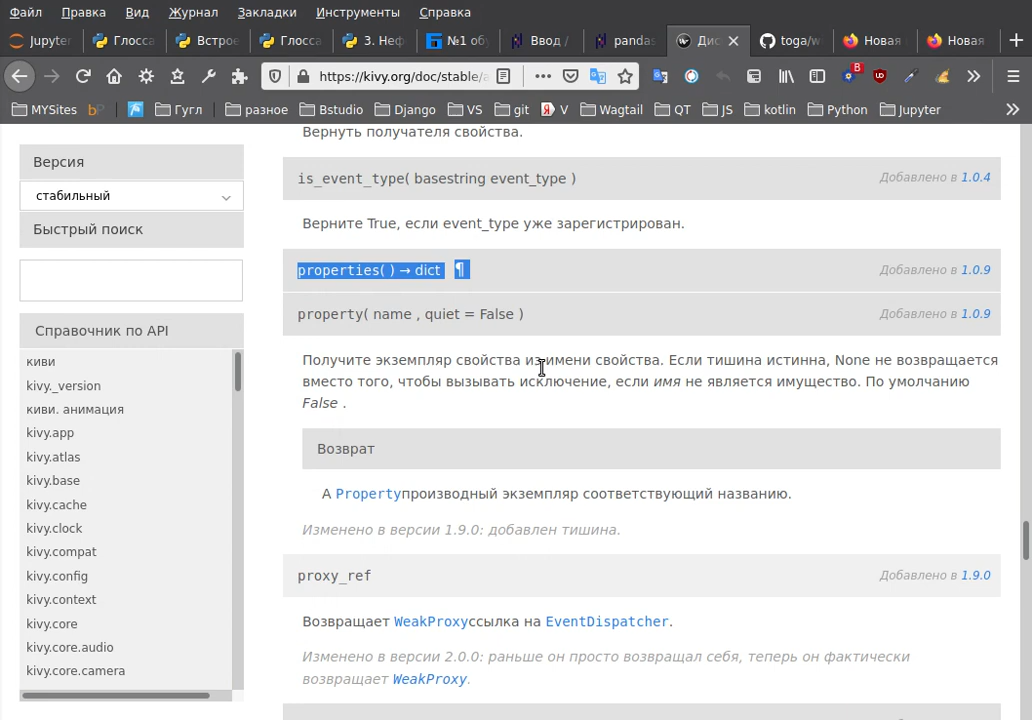 Файл Правка Вид Журнал Закладки Инструменты Справка
Jupyter Глосса Встрое Глосса 3. Неф №1 об Ввод / pandas Дис toga/w Новая Новая
https://kivy.org/doc/stable/a
MYSites bP Гугл разное Bstudio Django VS git Я V Wagtail QT JS kotlin Python Jupyter
Версия
стабильный
Быстрый поиск
Справочник по API
киви
kivy._version
киви. анимация
kivy.app
kivy.atlas
kivy.base
kivy.cache
kivy.clock
kivy.compat
kivy.config
kivy.context
kivy.core
kivy.core.audio
kivy.core.camera
Вернуть получателя свойства.
is_event_type( basestring event_type ) Добавлено в 1.0.4
Верните True, если event_type уже зарегистрирован.
properties( ) → dict ¶ Добавлено в 1.0.9
property( name , quiet = False ) Добавлено в 1.0.9
Получите экземпляр свойства из имени свойства. Если тишина истинна, None не возвращается
вместо того, чтобы вызывать исключение, если имя не является имущество. По умолчанию
False .
Возврат
А Propertyпроизводный экземпляр соответствующий названию.
Изменено в версии 1.9.0: добавлен тишина.
proxy_ref Добавлено в 1.9.0
Возвращает WeakProxyссылка на EventDispatcher.
Изменено в версии 2.0.0: раньше он просто возвращал себя, теперь он фактически
возвращает WeakProxy.